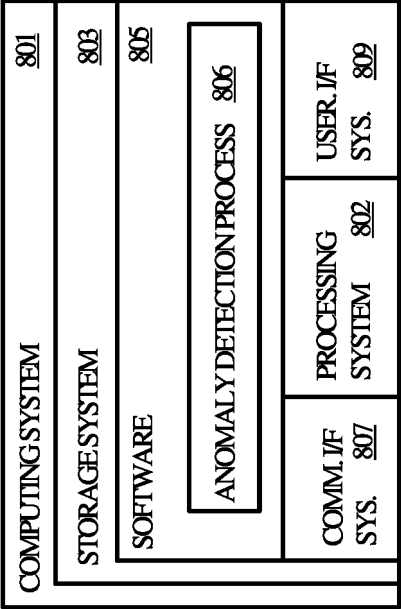 COMPUTING SYSTEM 801
STORAGE SYSTEM 803
SOFTWARE 805
ANOMALY DETECTION PROCESS 806
COMM. I/F
SYS. 807
PROCESSING
SYSTEM 802
USER. I/F
SYS. 809